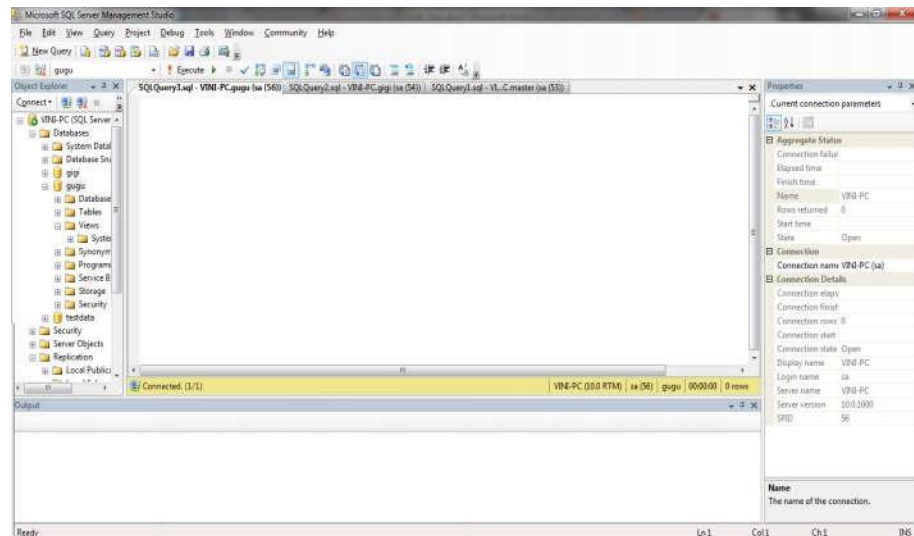 Microsoft SQL Server Management Studio
File Edit View Query Project Debug Tools Window Community Help
New Query
gugu Execute
Object Explorer
Connect
VINI-PC (SQL Server
Databases
System Datal
Database Sn
gigi
gugu
Database
Tables
Views
Syste
Synonym
Programi
Service B
Storage
Security
testdata
Security
Server Objects
Replication
Local Public
SQLQuery3.sql - VINI-PC.gugu (sa (56)) SQLQuery2.sql - VINI-PC.gigi (sa (54)) SQLQuery1.sql - VI...C.master (sa (53))
Connected. (1/1) VINI-PC (10.0 RTM) sa (56) gugu 00:00:00 0 rows
Output
Properties
Current connection parameters
Aggregate Status
Connection failur
Elapsed time
Finish time
Name VINI-PC
Rows returned 0
Start time
State Open
Connection
Connection name VINI-PC (sa)
Connection Details
Connection elaps
Connection finish
Connection rows 0
Connection start
Connection state Open
Display name VINI-PC
Login name sa
Server name VINI-PC
Server version 10.0.1600
SPID 56
Name
The name of the connection.
Ready Ln 1 Col 1 Ch 1 INS